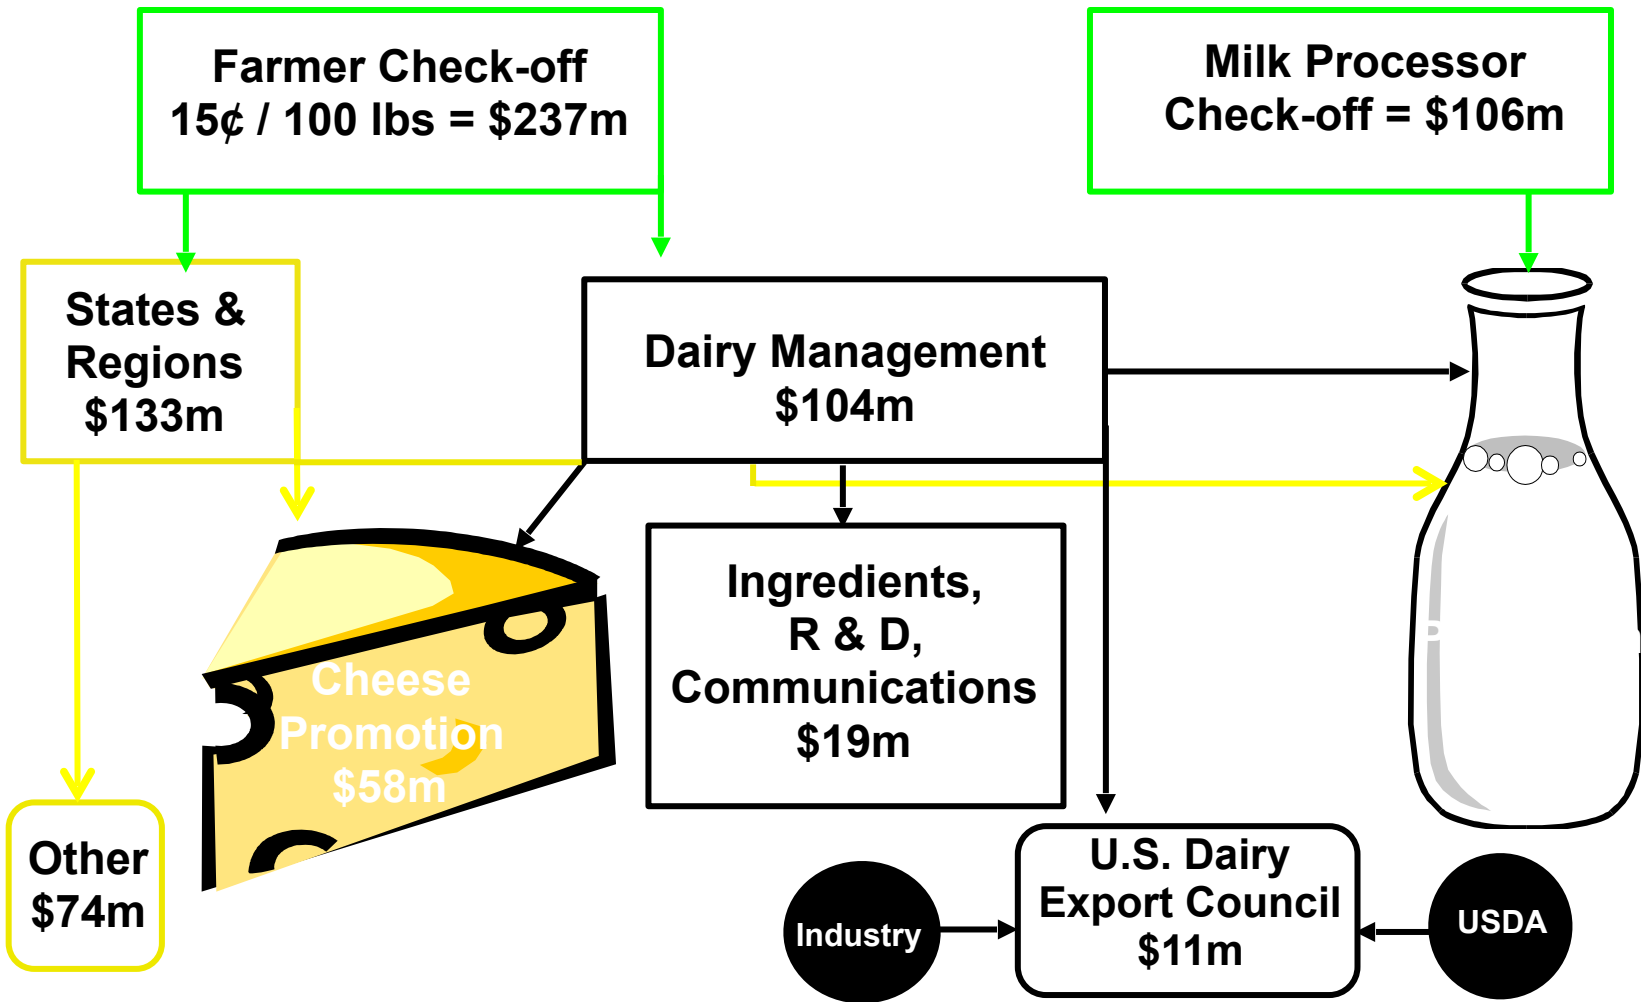 Farmer Check-off
15¢ / 100 lbs = $237m
Milk Processor
Check-off = $106m
States &
Regions
$133m
Dairy Management
$104m
Ingredients,
R & D,
Communications
$19m
Cheese
Promotion
$58m
Other
$74m
U.S. Dairy
Export Council
$11m
Industry
USDA